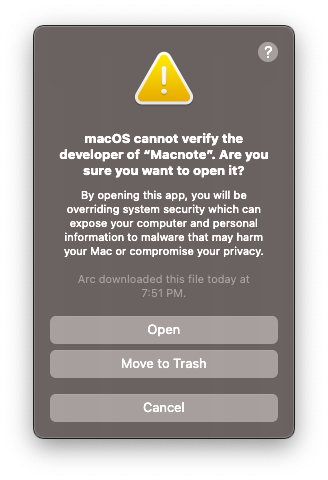 ?
macOS cannot verify the
developer of “Macnote”. Are you
sure you want to open it?
By opening this app, you will be
overriding system security which can
expose your computer and personal
information to malware that may harm
your Mac or compromise your privacy.
Arc downloaded this file today at
7:51 PM.
Open
Move to Trash
Cancel